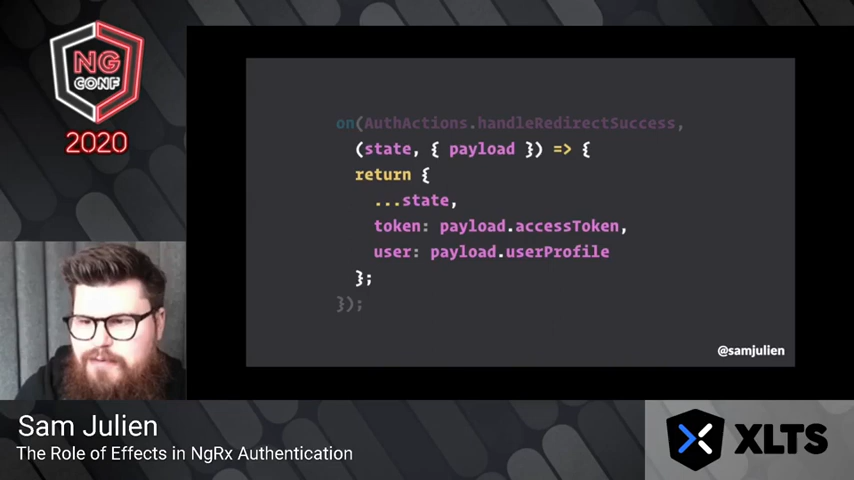 NG
CONF
2020
on(AuthActions.handleRedirectSuccess,
(state, { payload }) => {
return {
...state,
token: payload.accessToken,
user: payload.userProfile
};
});
@samjulien
Sam Julien
The Role of Effects in NgRx Authentication
XLTS